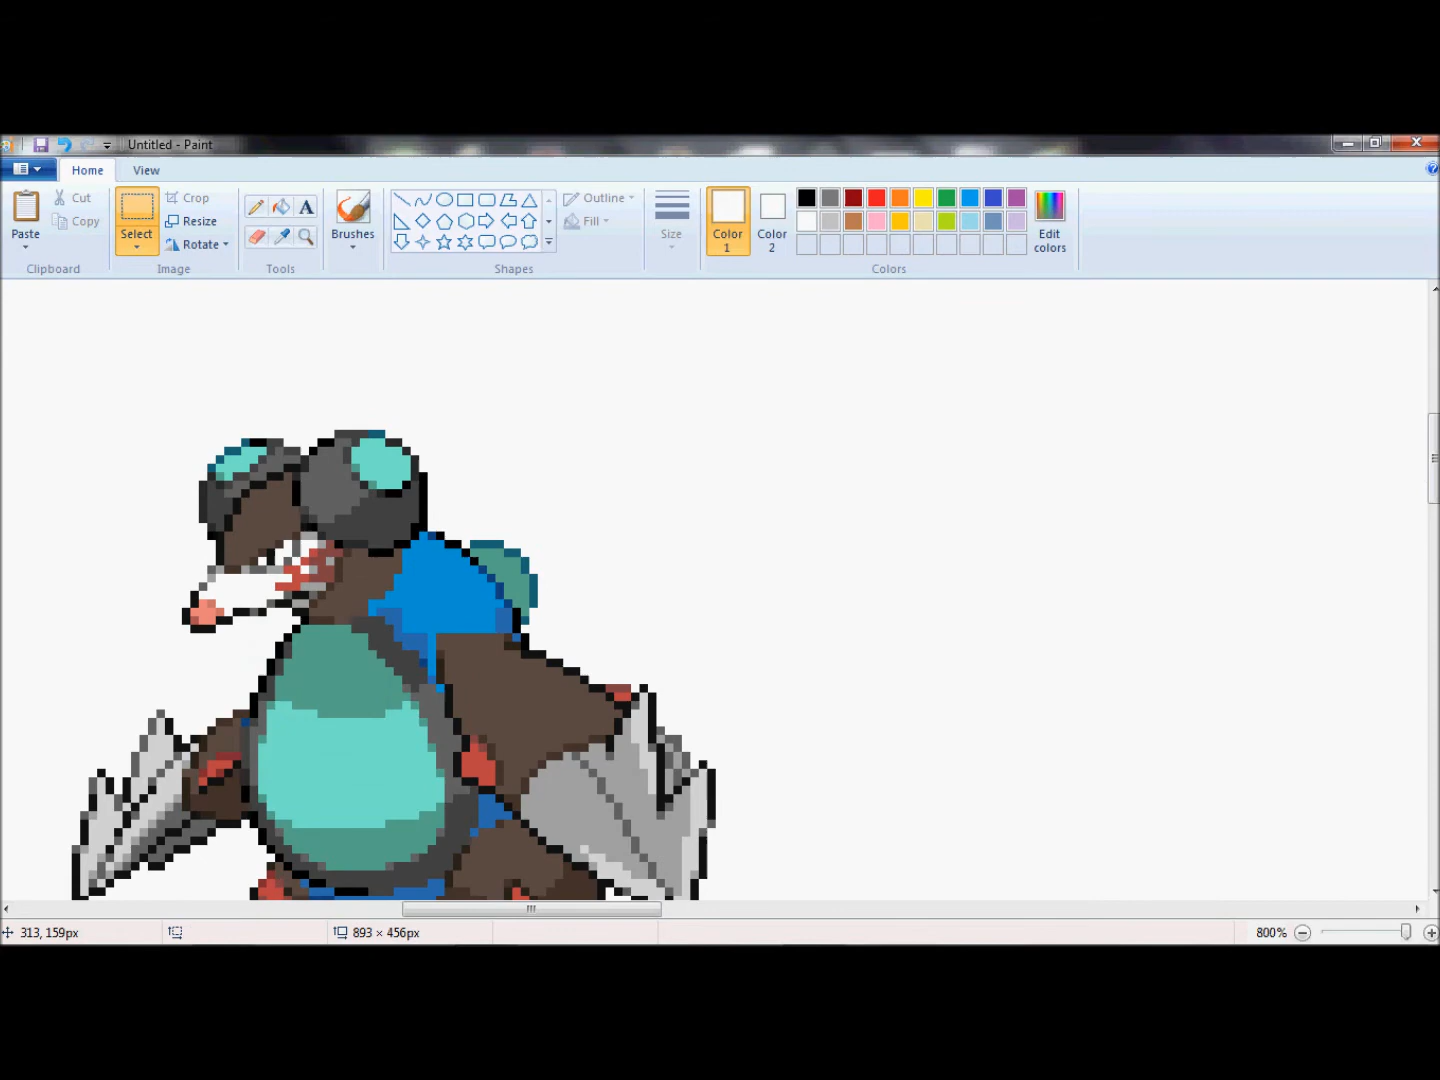 Untitled - Paint
Home View
Paste
Cut
Copy
Clipboard
Select
Crop
Resize
Rotate
Image
A
Tools
Brushes
Shapes
Outline
Fill
Size
Color 1
Color 2
Edit colors
Colors
313, 159px
893 × 456px
800%